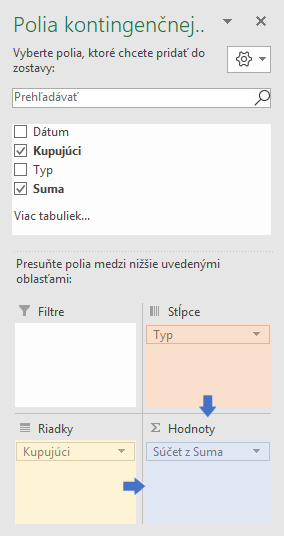 Polia kontingenčnej..
Vyberte polia, ktoré chcete pridať do
zostavy:
Prehľadávať
Dátum
Kupujúci
Typ
Suma
Viac tabuliek...
Presuňte polia medzi nižšie uvedenými
oblasťami:
Filtre
Stĺpce
Typ
Riadky
Hodnoty
Kupujúci
Súčet z Suma